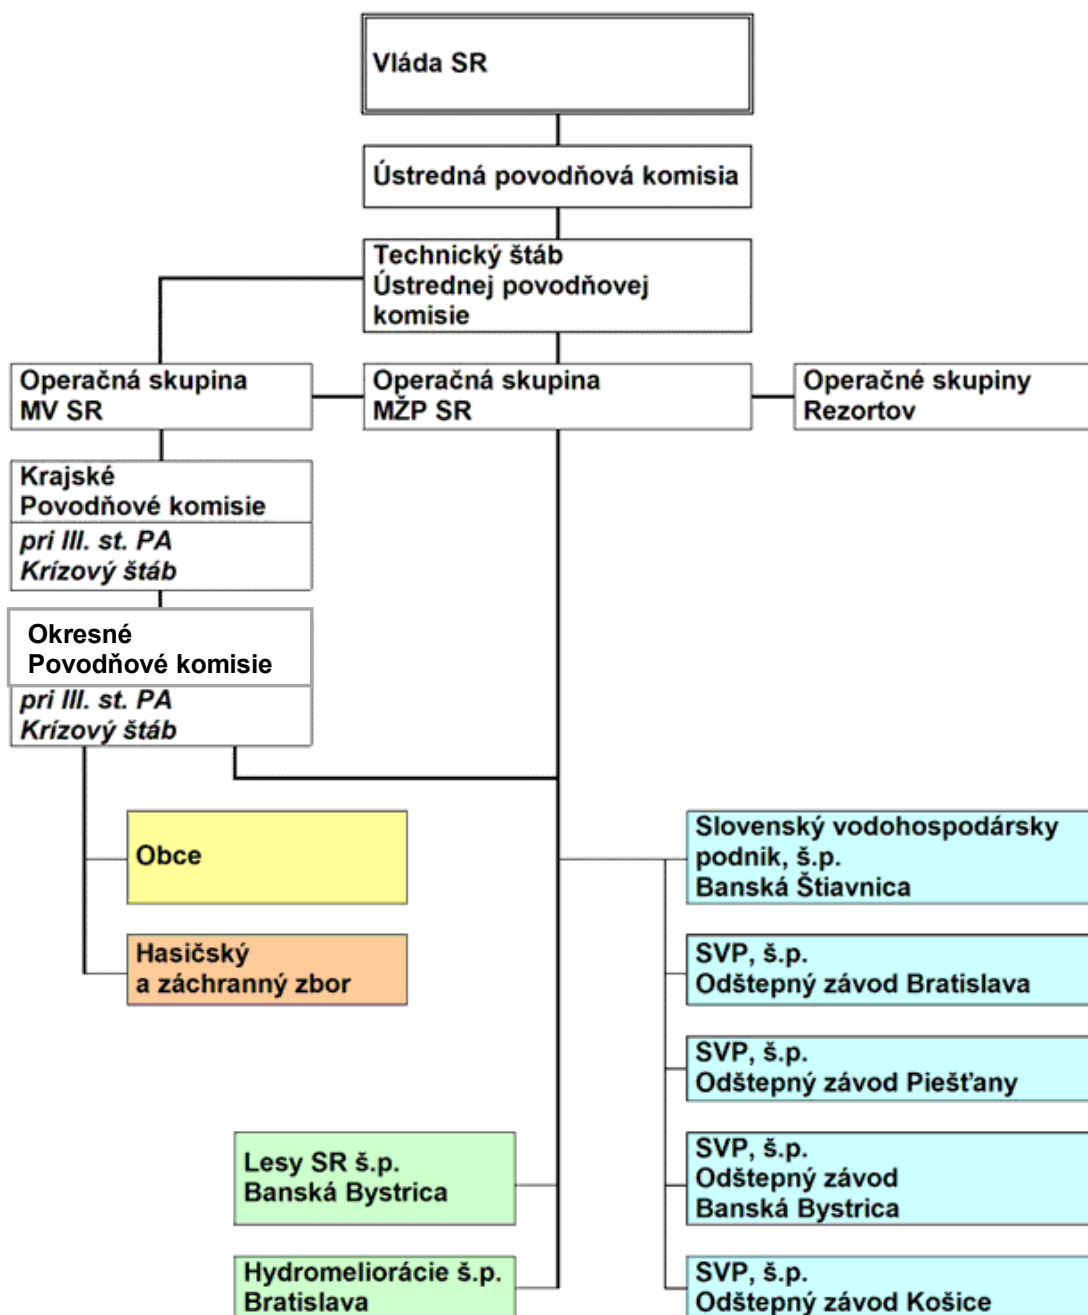 Vláda SR
Ústredná povodňová komisia
Technický štáb
Ústrednej povodňovej
komisie
Operačná skupina
MV SR
Operačná skupina
MŽP SR
Operačné skupiny
Rezortov
Krajské
Povodňové komisie
pri III. st. PA
Krízový štáb
Okresné
Povodňové komisie
pri III. st. PA
Krízový štáb
Obce
Hasičský
a záchranný zbor
Lesy SR š.p.
Banská Bystrica
Hydromeliorácie š.p.
Bratislava
Slovenský vodohospodársky
podnik, š.p.
Banská Štiavnica
SVP, š.p.
Odštepný závod Bratislava
SVP, š.p.
Odštepný závod Piešťany
SVP, š.p.
Odštepný závod
Banská Bystrica
SVP, š.p.
Odštepný závod Košice